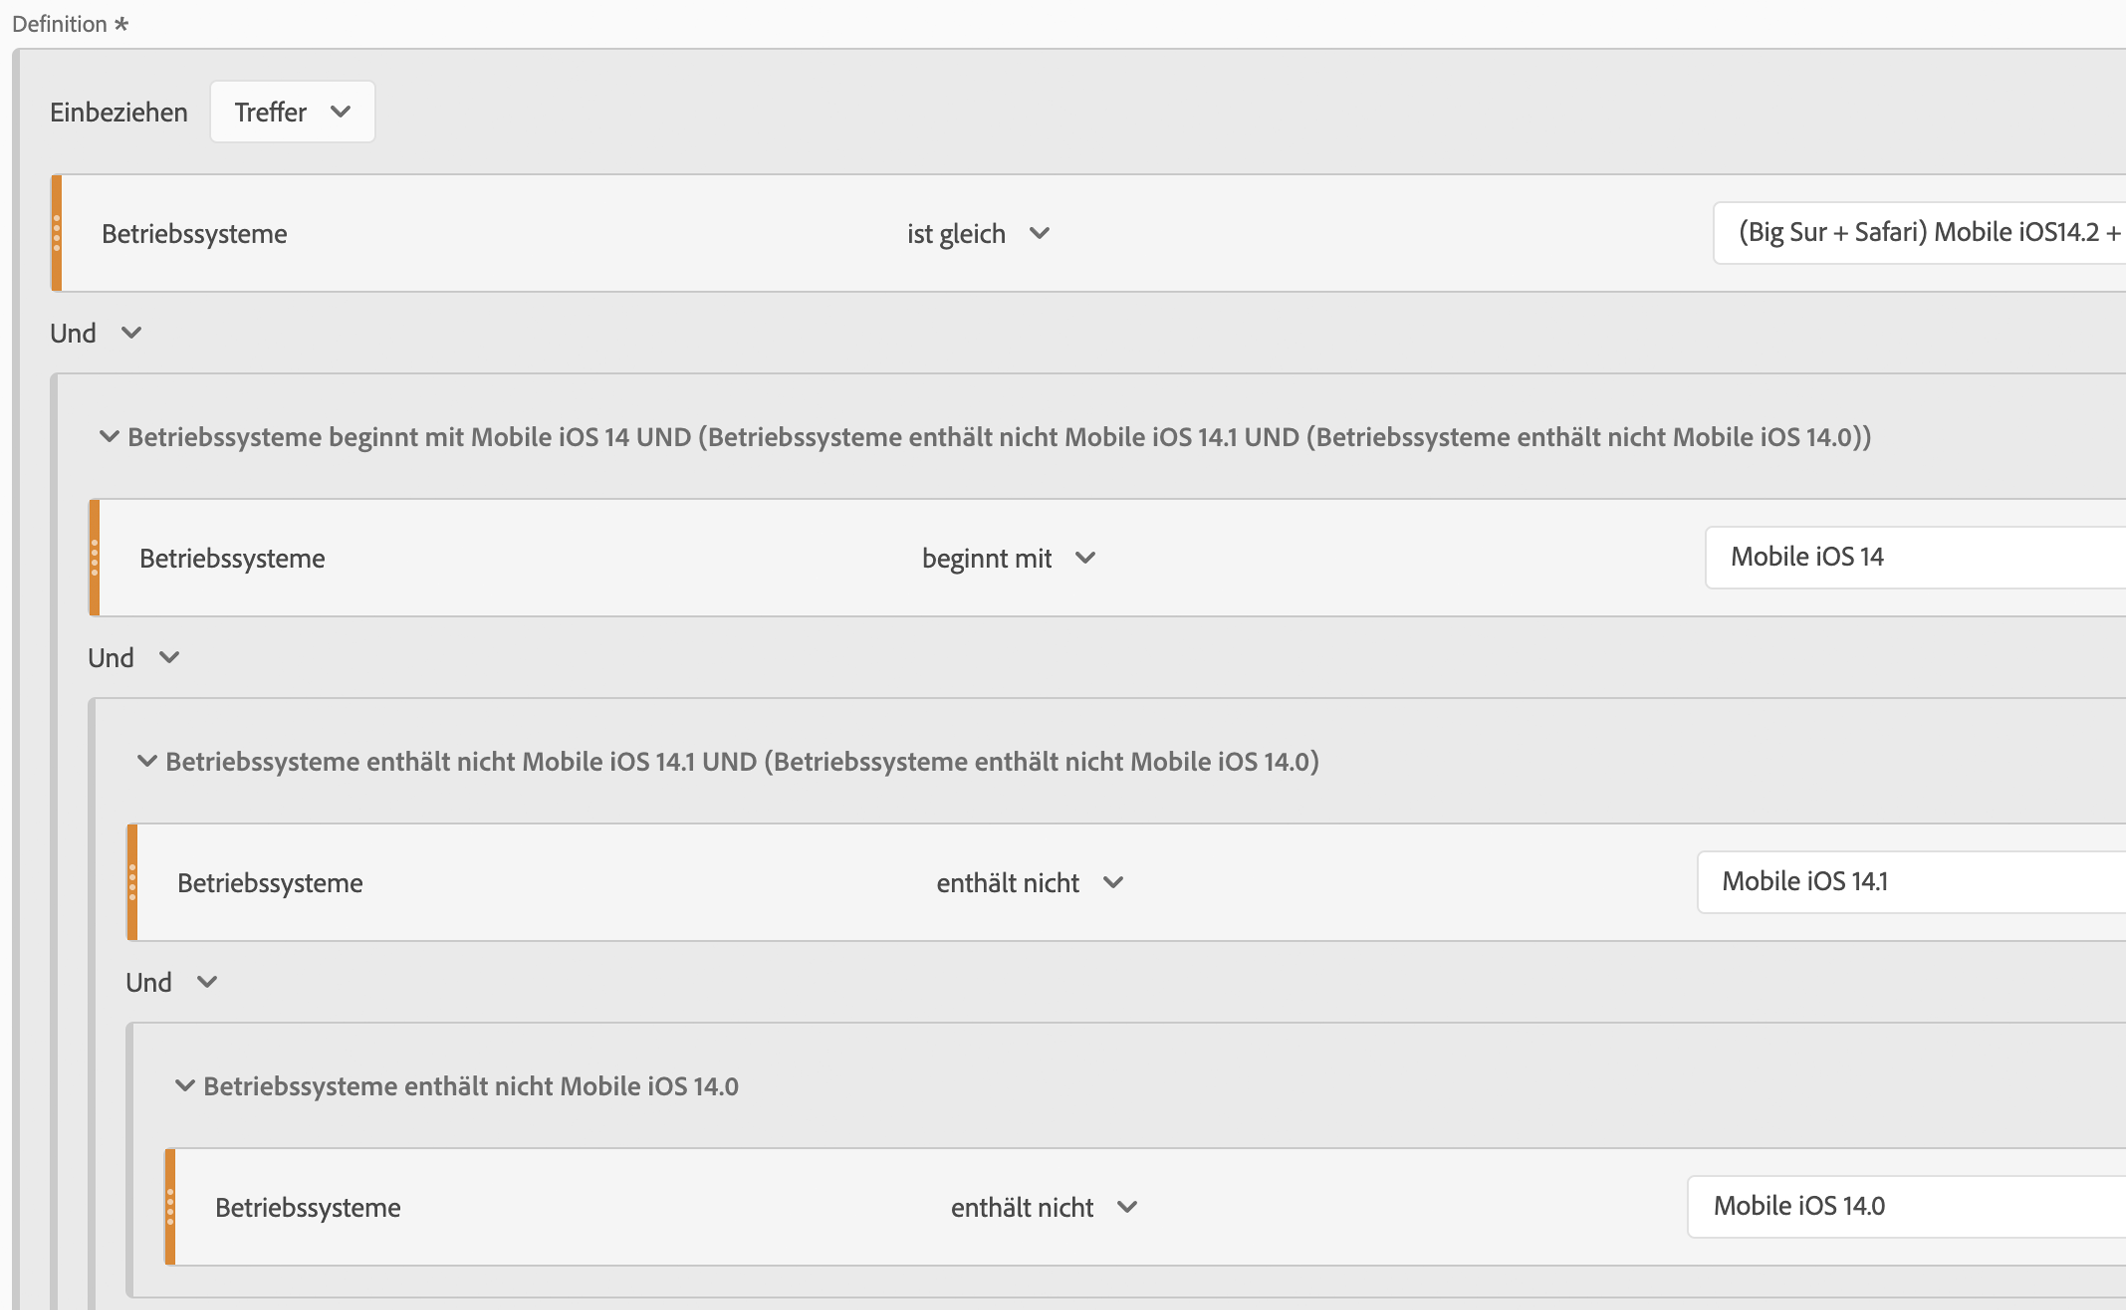 Definition *
Einbeziehen Treffer
Betriebssysteme ist gleich (Big Sur + Safari) Mobile iOS14.2 +
Und
Betriebssysteme beginnt mit Mobile iOS 14 UND (Betriebssysteme enthält nicht Mobile iOS 14.1 UND (Betriebssysteme enthält nicht Mobile iOS 14.0))
Betriebssysteme beginnt mit Mobile iOS 14
Und
Betriebssysteme enthält nicht Mobile iOS 14.1 UND (Betriebssysteme enthält nicht Mobile iOS 14.0)
Betriebssysteme enthält nicht Mobile iOS 14.1
Und
Betriebssysteme enthält nicht Mobile iOS 14.0
Betriebssysteme enthält nicht Mobile iOS 14.0